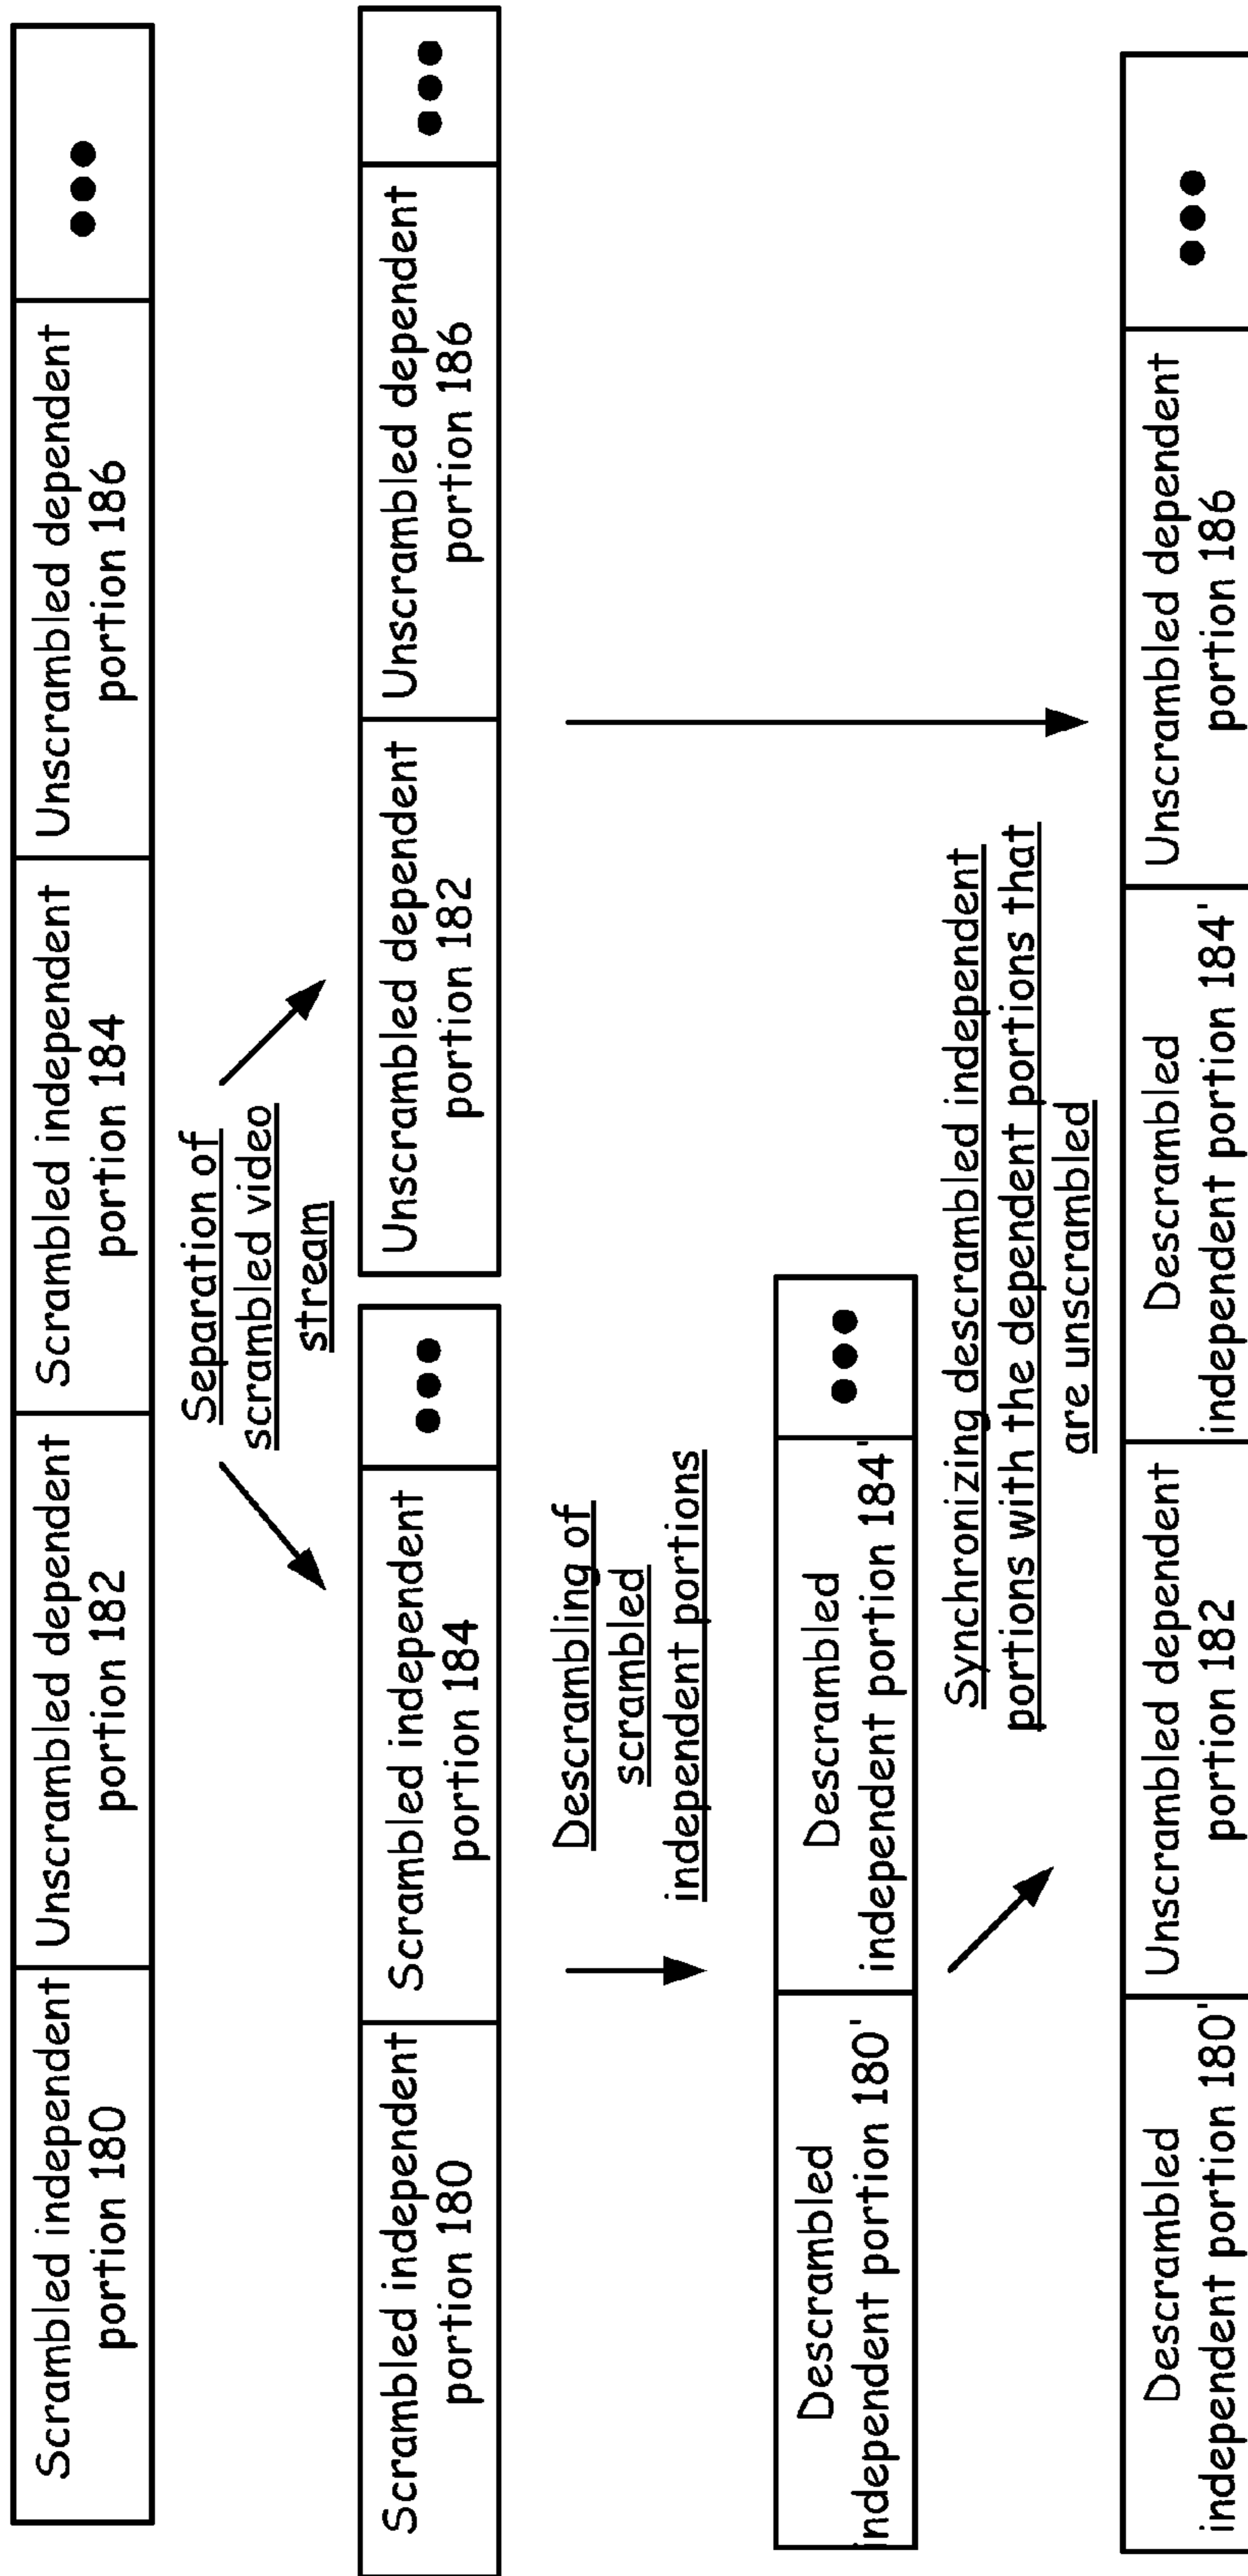 Scrambled independent
portion 180
Unscrambled dependent
portion 182
Scrambled independent
portion 184
Unscrambled dependent
portion 186
Separation of
scrambled video
stream
Scrambled independent
portion 180
Scrambled independent
portion 184
Unscrambled dependent
portion 182
Unscrambled dependent
portion 186
Descrambling of
scrambled
independent portions
Descrambled
independent portion 180'
Descrambled
independent portion 184'
Synchronizing descrambled independent
portions with the dependent portions that
are unscrambled
Descrambled
independent portion 180'
Unscrambled dependent
portion 182
Descrambled
independent portion 184'
Unscrambled dependent
portion 186